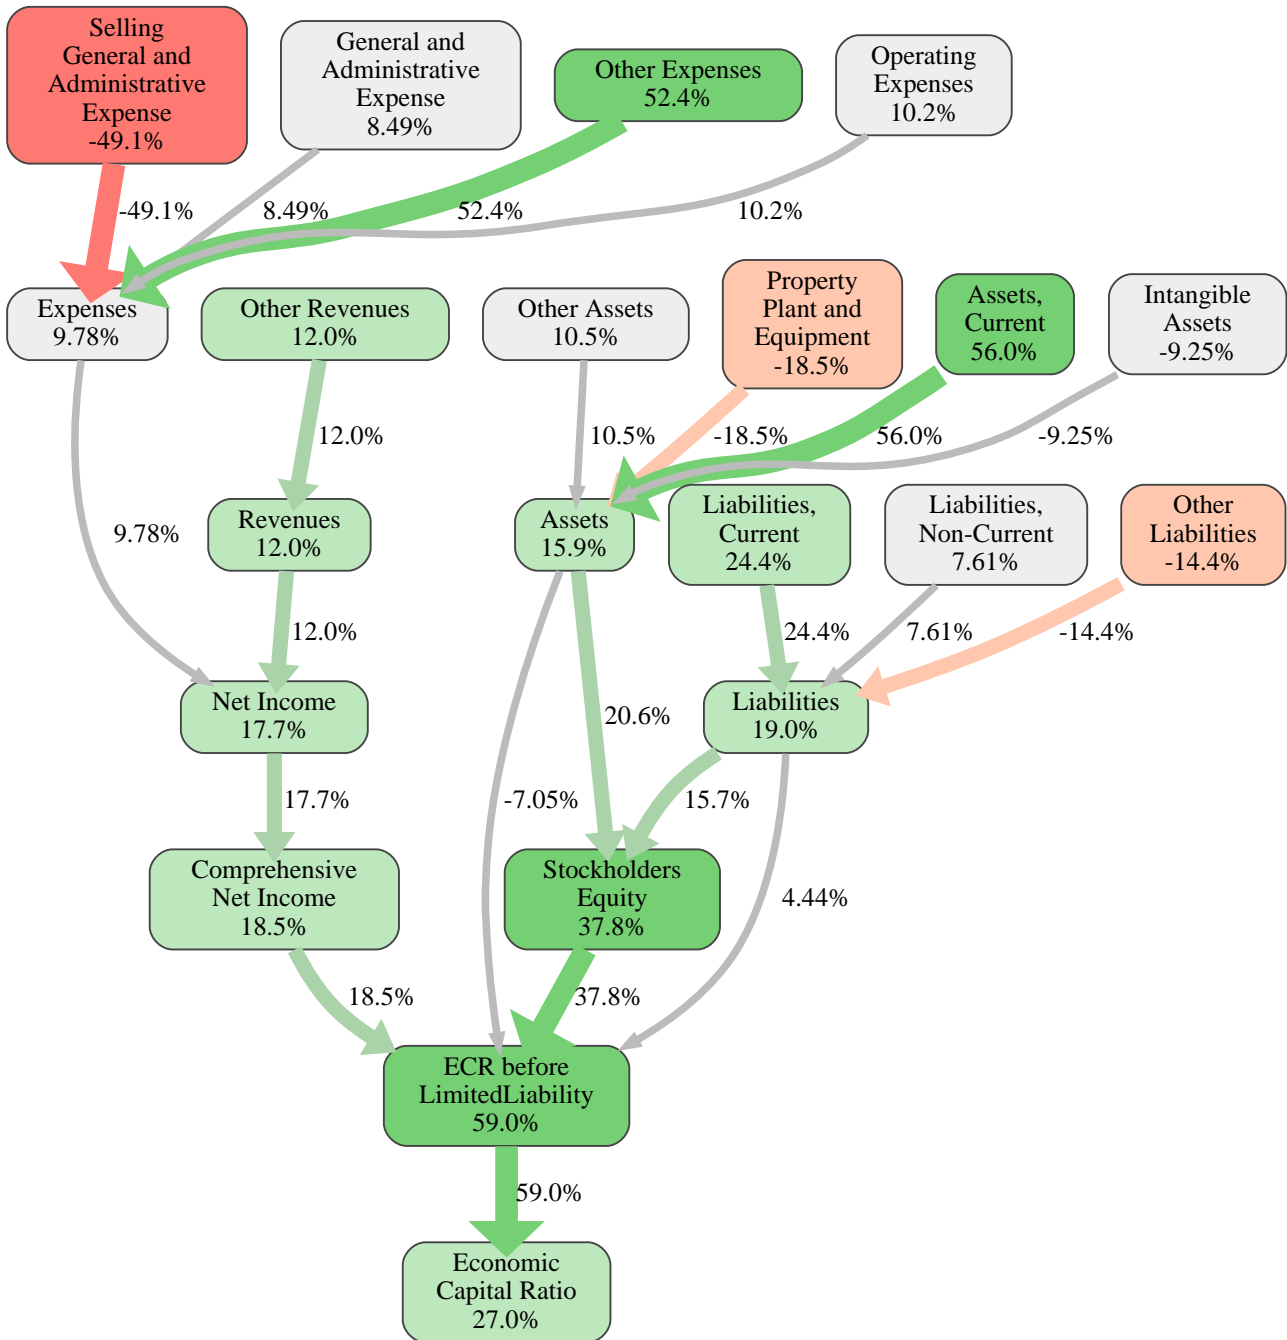 Selling
General and
Administrative
Expense
-49.1%
General and
Administrative
Expense
8.49%
Other Expenses
52.4%
Operating
Expenses
10.2%
-49.1%
8.49%
52.4%
10.2%
Expenses
9.78%
Other Revenues
12.0%
Other Assets
10.5%
Property
Plant and
Equipment
-18.5%
Assets,
Current
56.0%
Intangible
Assets
-9.25%
12.0%
10.5%
-18.5%
56.0%
-9.25%
9.78%
Revenues
12.0%
Assets
15.9%
Liabilities,
Current
24.4%
Liabilities,
Non-Current
7.61%
Other
Liabilities
-14.4%
12.0%
24.4%
7.61%
-14.4%
Net Income
17.7%
20.6%
Liabilities
19.0%
17.7%
-7.05%
15.7%
Comprehensive
Net Income
18.5%
Stockholders
Equity
37.8%
4.44%
18.5%
37.8%
ECR before
LimitedLiability
59.0%
59.0%
Economic
Capital Ratio
27.0%